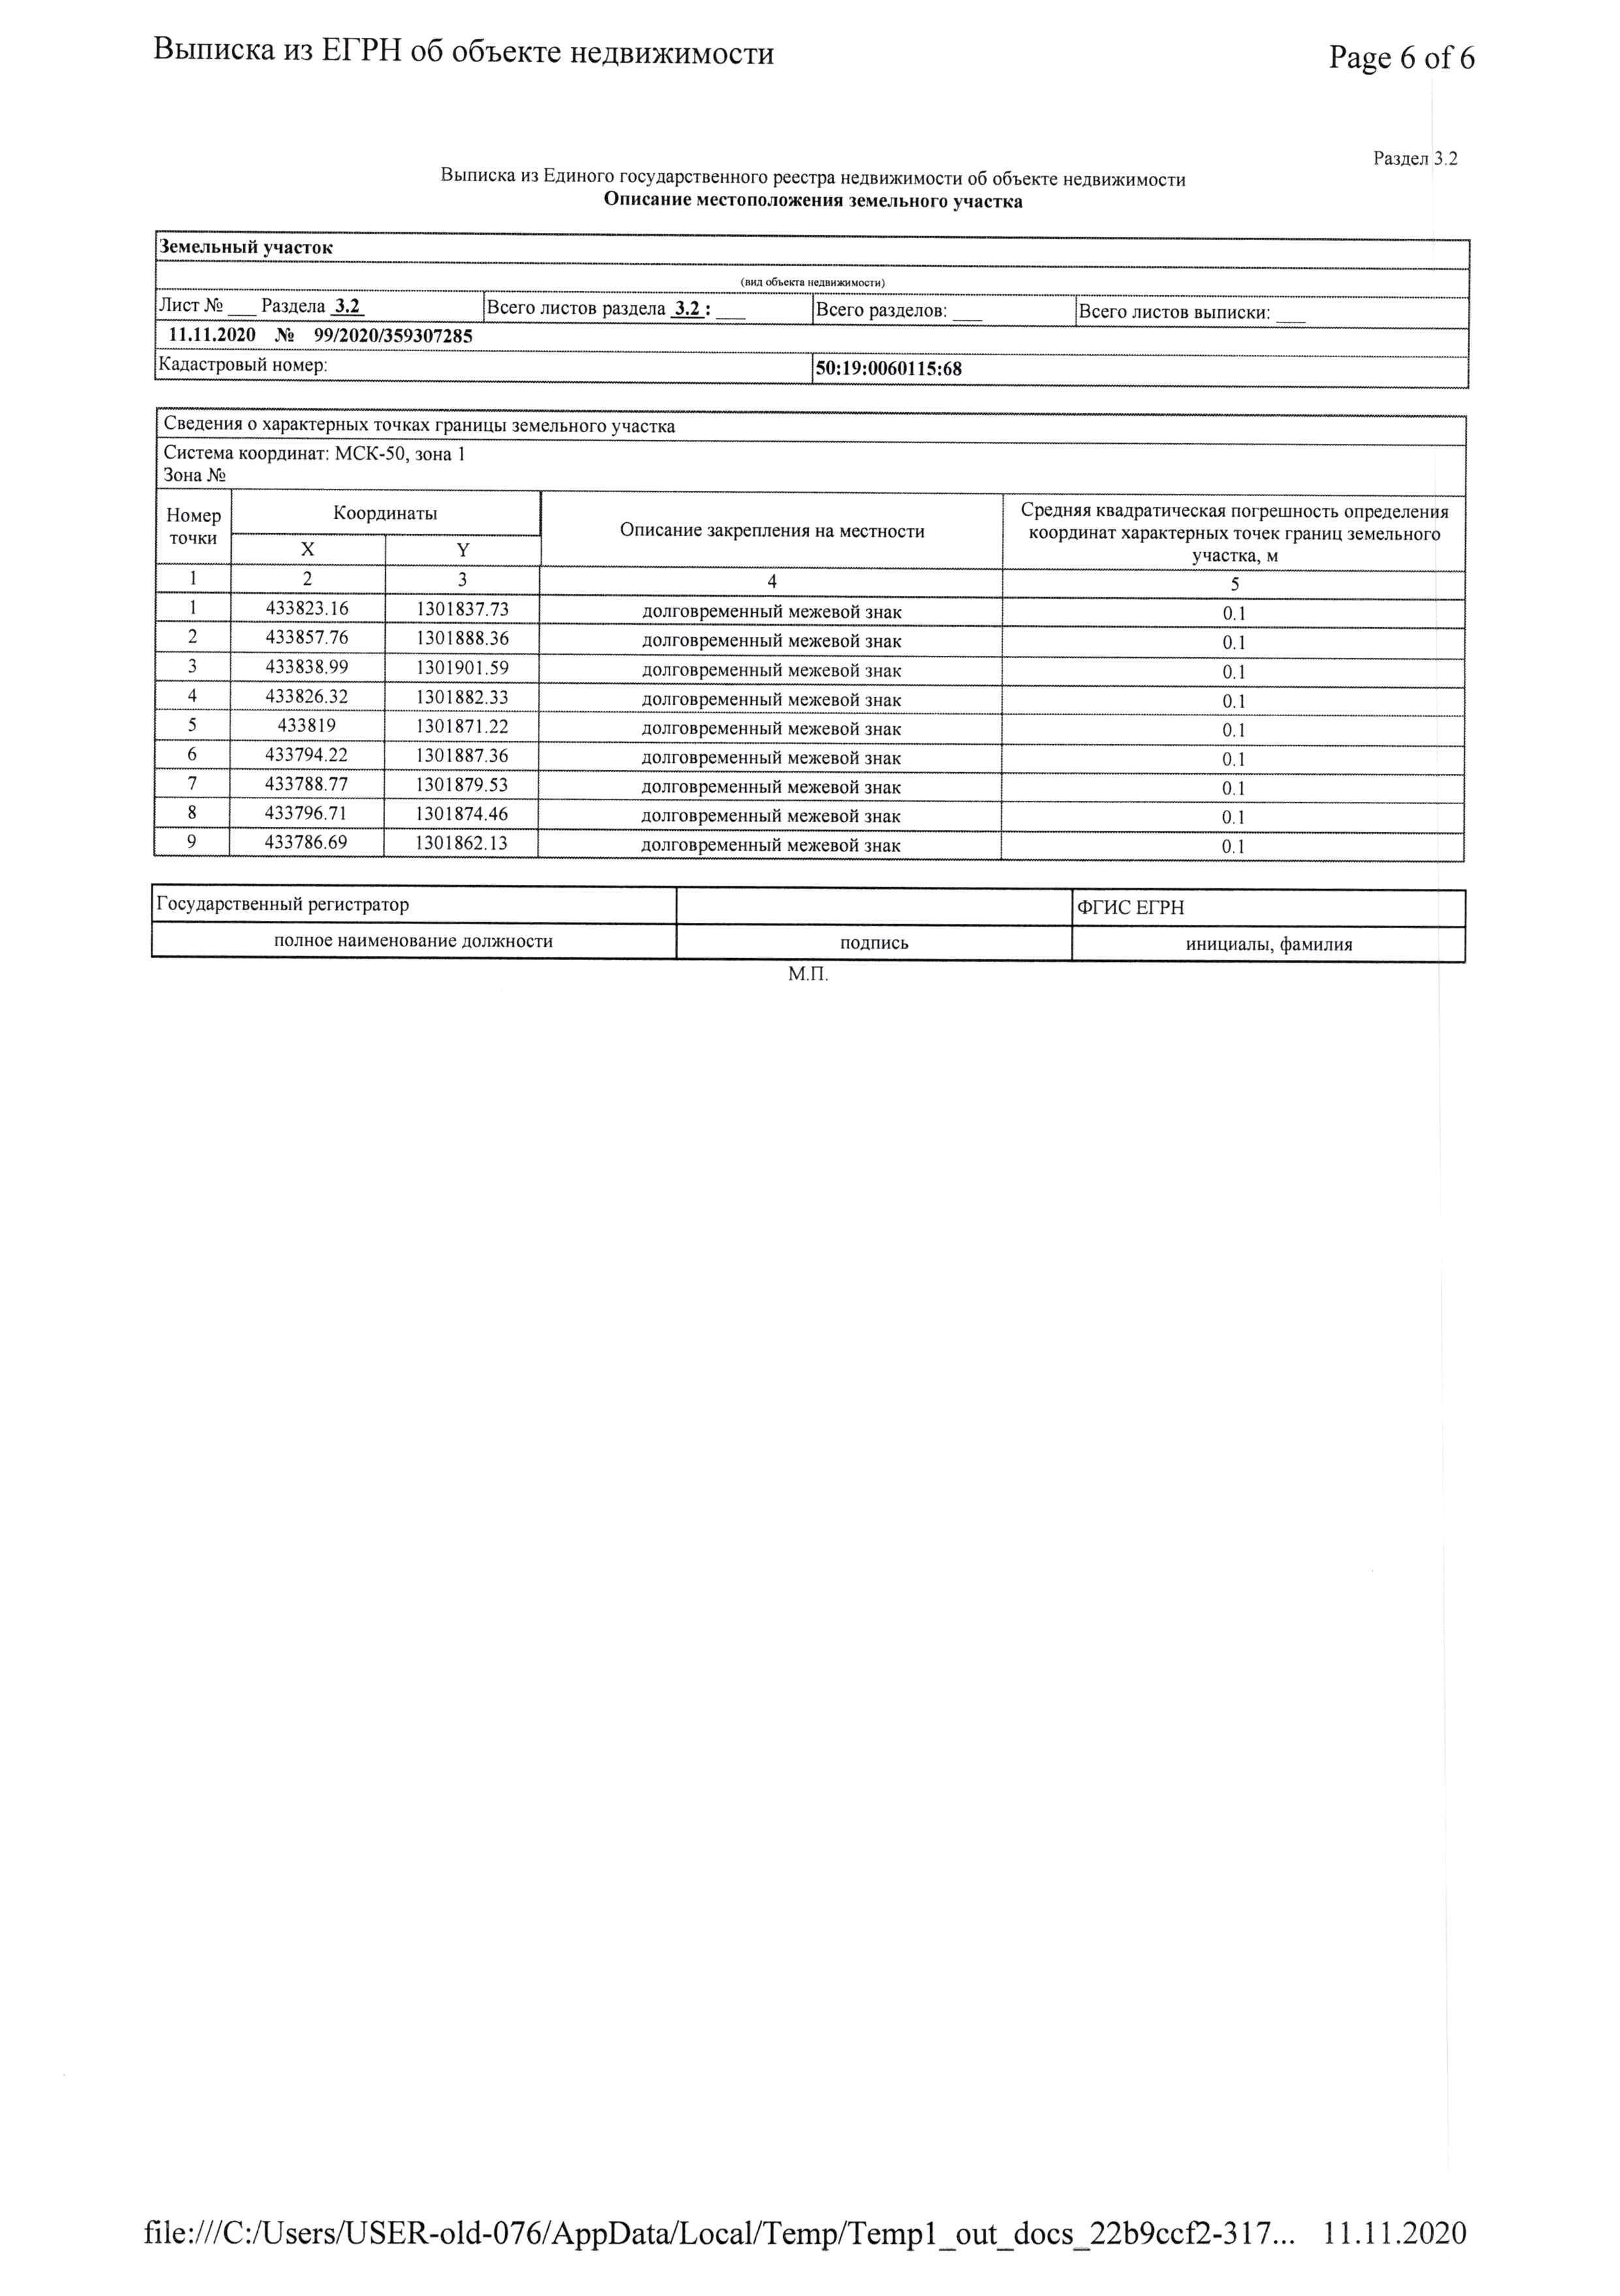 Выписка из ЕГРН об объекте недвижимости Page 6 of 6
Раздел 3.2
Выписка из Единого государственного реестра недвижимости об объекте недвижимости
Описание местоположения земельного участка
Земельный участок
(вид объекта недвижимости)
Лист № ___ Раздела 3.2 Всего листов раздела 3.2 : ___ Всего разделов: ___ Всего листов выписки: ___
11.11.2020 № 99/2020/359307285
Кадастровый номер: 50:19:0060115:68
Сведения о характерных точках границы земельного участка
Система координат: МСК-50, зона 1
Зона №
Номер точки Координаты Описание закрепления на местности Средняя квадратическая погрешность определения координат характерных точек границ земельного участка, м
X Y
1 2 3 4 5
1 433823.16 1301837.73 долговременный межевой знак 0.1
2 433857.76 1301888.36 долговременный межевой знак 0.1
3 433838.99 1301901.59 долговременный межевой знак 0.1
4 433826.32 1301882.33 долговременный межевой знак 0.1
5 433819 1301871.22 долговременный межевой знак 0.1
6 433794.22 1301887.36 долговременный межевой знак 0.1
7 433788.77 1301879.53 долговременный межевой знак 0.1
8 433796.71 1301874.46 долговременный межевой знак 0.1
9 433786.69 1301862.13 долговременный межевой знак 0.1
Государственный регистратор ФГИС ЕГРН
полное наименование должности подпись инициалы, фамилия
М.П.
file:///C:/Users/USER-old-076/AppData/Local/Temp/Temp1_out_docs_22b9ccf2-317... 11.11.2020